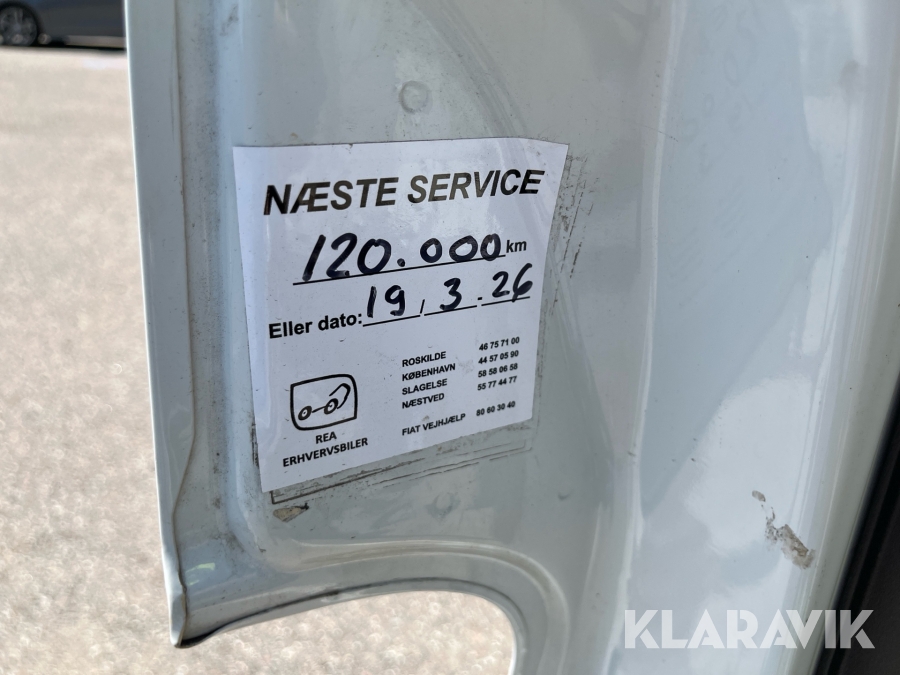 NÆSTE SERVICE
120.000 km
Eller dato: 19, 3.26
ROSKILDE 46 75 71 00
KØBENHAVN 44 57 05 90
SLAGELSE 58 58 06 58
NÆSTVED 55 77 44 77
FIAT VEJHJÆLP 80 60 30 40
REA
ERHVERVSBILER
KLARAVIK